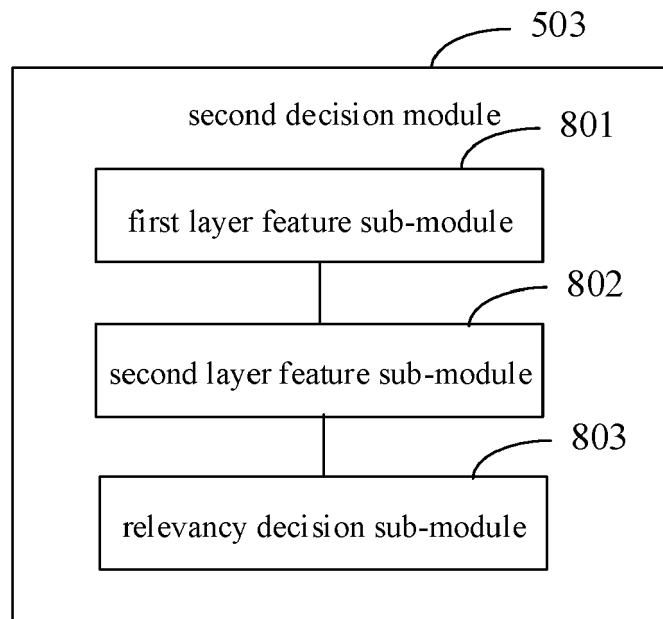 503
second decision module
801
first layer feature sub-module
802
second layer feature sub-module
803
relevancy decision sub-module